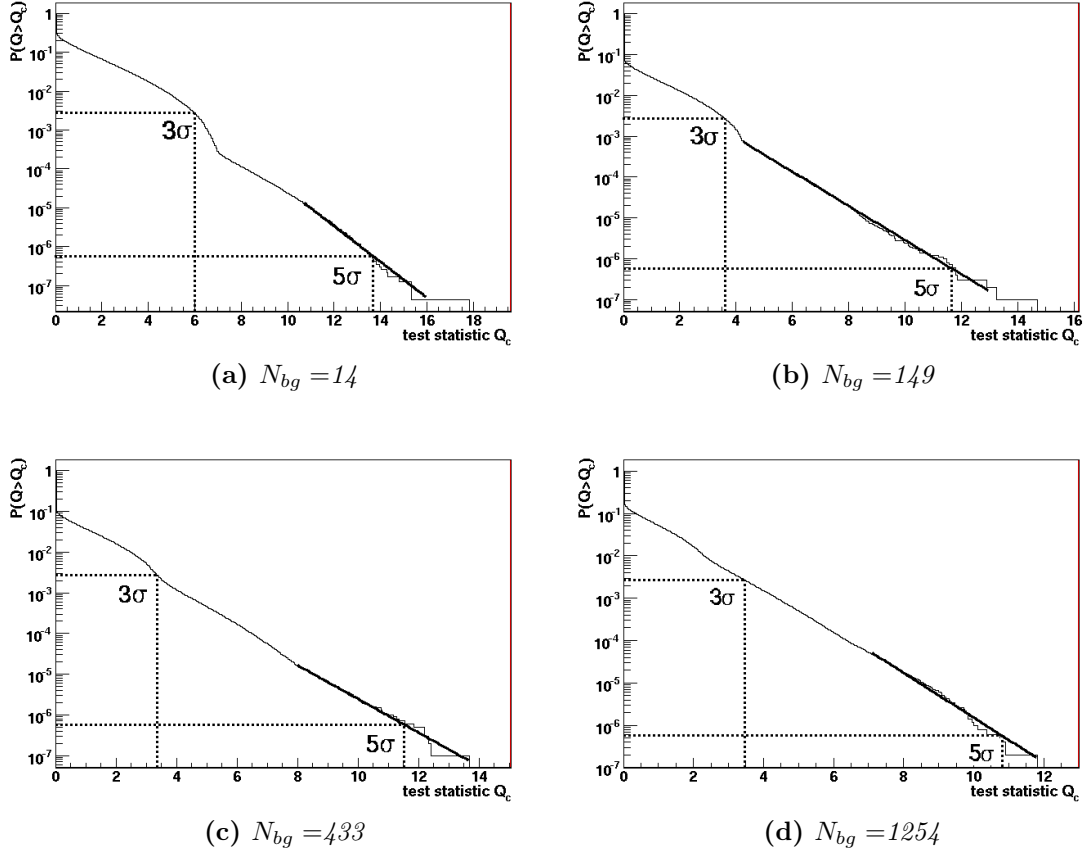 P(Q>Q_c)
1
10^-1
10^-2
10^-3
10^-4
10^-5
10^-6
10^-7
3σ
5σ
0 2 4 6 8 10 12 14 16 18
test statistic Q_c
(a) N_bg =14
P(Q>Q_c)
1
10^-1
10^-2
10^-3
10^-4
10^-5
10^-6
10^-7
3σ
5σ
0 2 4 6 8 10 12 14 16
test statistic Q_c
(b) N_bg =149
P(Q>Q_c)
1
10^-1
10^-2
10^-3
10^-4
10^-5
10^-6
10^-7
3σ
5σ
0 2 4 6 8 10 12 14
test statistic Q_c
(c) N_bg =433
P(Q>Q_c)
1
10^-1
10^-2
10^-3
10^-4
10^-5
10^-6
10^-7
3σ
5σ
0 2 4 6 8 10 12
test statistic Q_c
(d) N_bg =1254